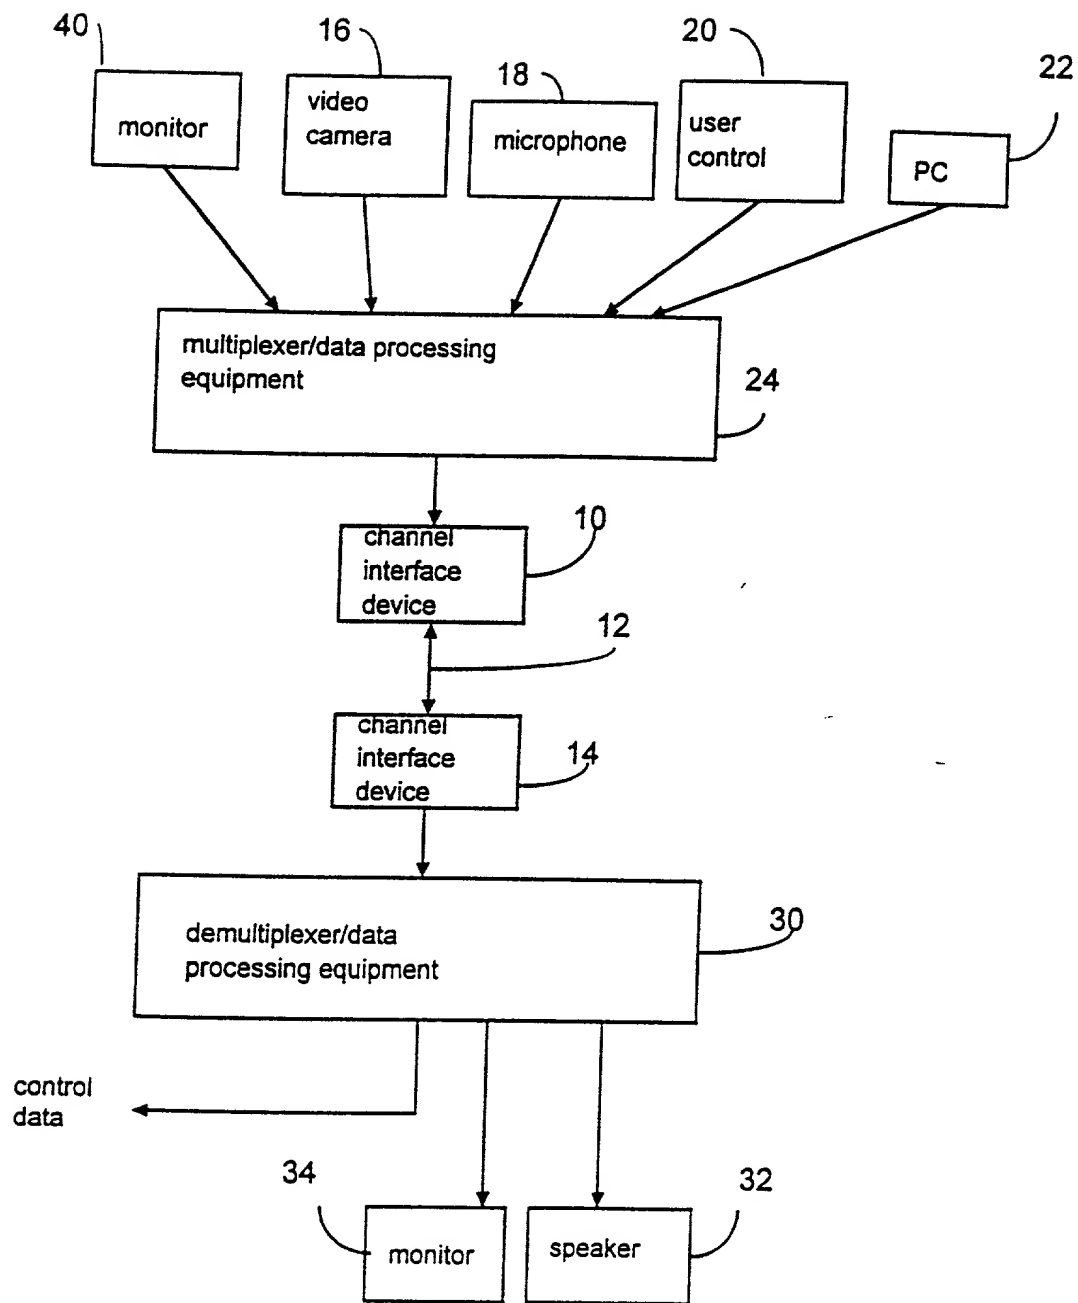 40
16
18
20
22
monitor
video
camera
microphone
user
control
PC
multiplexer/data processing
equipment
24
channel
interface
device
10
12
channel
interface
device
14
demultiplexer/data
processing equipment
30
control
data
34
32
monitor
speaker